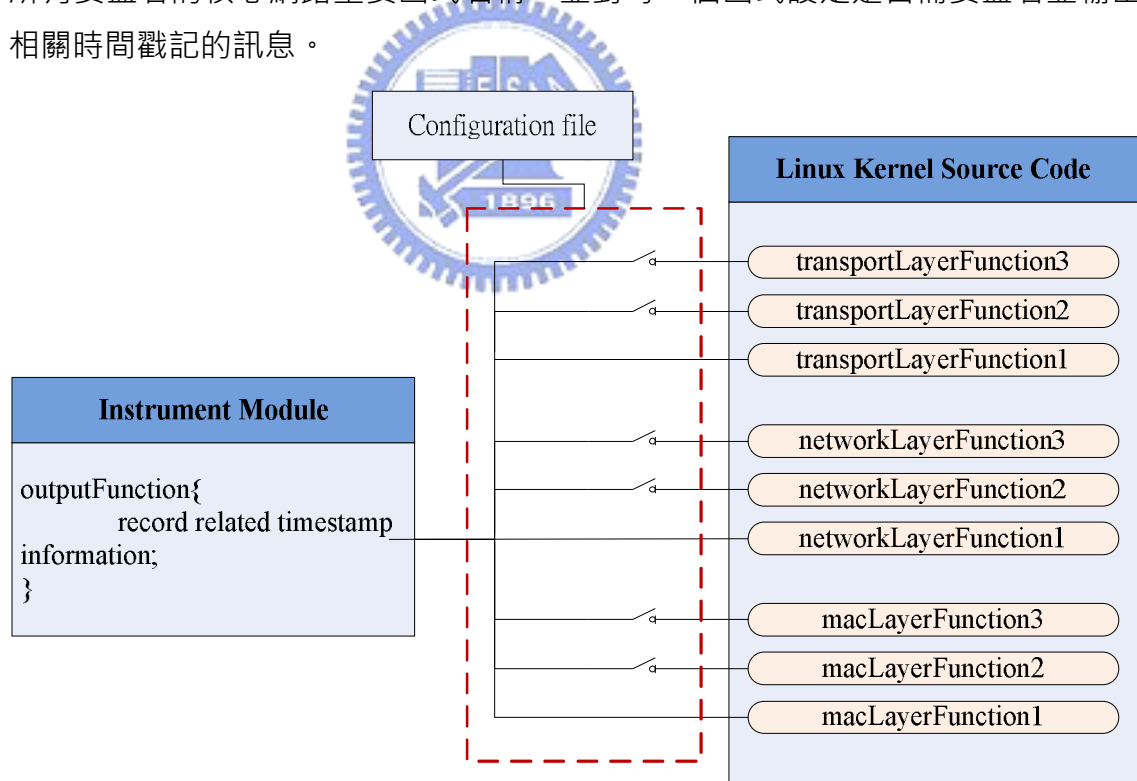 相關時間戳記的訊息。
Configuration file
1896
Linux Kernel Source Code
transportLayerFunction3
transportLayerFunction2
transportLayerFunction1
Instrument Module
networkLayerFunction3
outputFunction{
networkLayerFunction2
record related timestamp
networkLayerFunction1
information;
}
macLayerFunction3
macLayerFunction2
macLayerFunction1